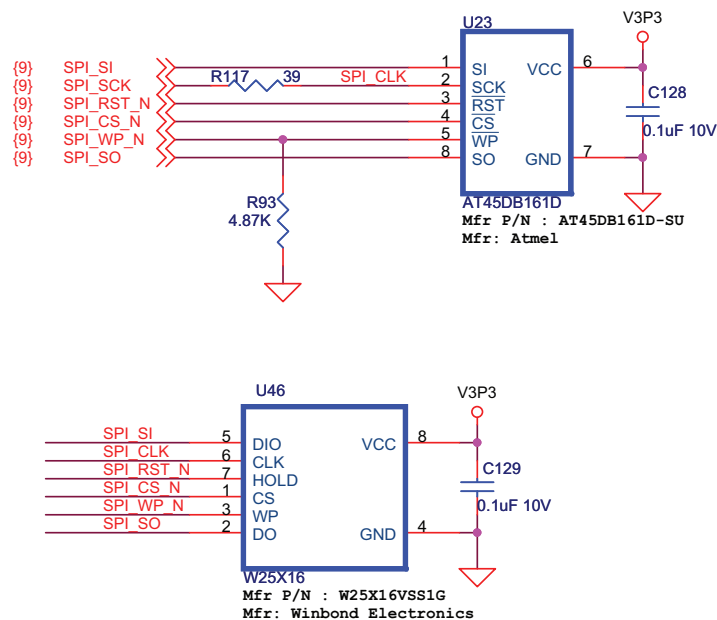 U23
V3P3
{9} SPI_SI 1 SI VCC 6
{9} SPI_SCK R117 39 SPI_CLK 2 SCK
{9} SPI_RST_N 3 RST
{9} SPI_CS_N 4 CS
{9} SPI_WP_N 5 WP
{9} SPI_SO 8 SO GND 7
C128
0.1uF 10V
R93
4.87K
AT45DB161D
Mfr P/N : AT45DB161D-SU
Mfr: Atmel
U46
V3P3
SPI_SI 5 DIO VCC 8
SPI_CLK 6 CLK
SPI_RST_N 7 HOLD
SPI_CS_N 1 CS
SPI_WP_N 3 WP
SPI_SO 2 DO GND 4
C129
0.1uF 10V
W25X16
Mfr P/N : W25X16VSS1G
Mfr: Winbond Electronics